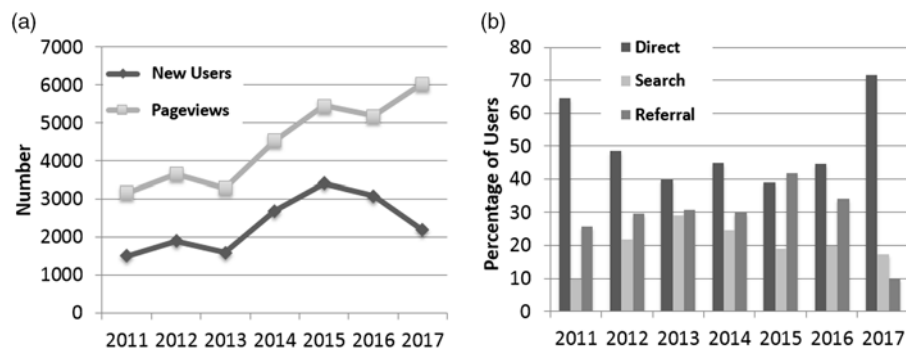 (a)
7000
6000
5000
4000
3000
2000
1000
0
Number
New Users
Pageviews
2011 2012 2013 2014 2015 2016 2017
(b)
80
70
60
50
40
30
20
10
Percentage of Users
Direct
Search
Referral
2011 2012 2013 2014 2015 2016 2017